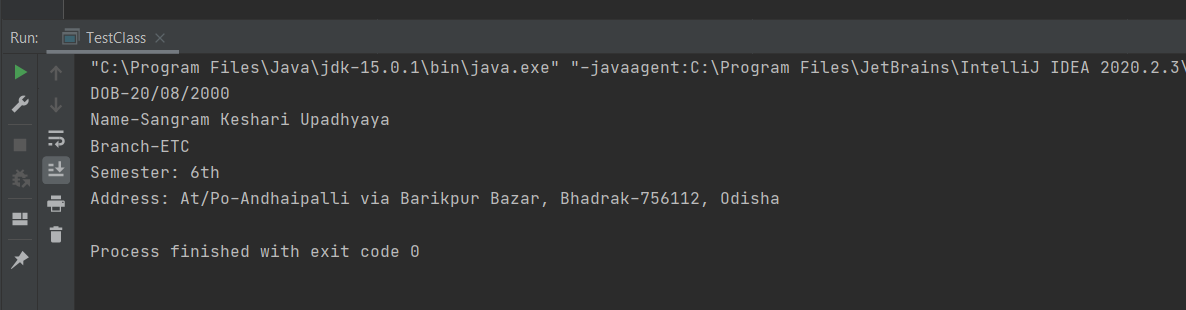 Run:
TestClass
"C:\Program Files\Java\jdk-15.0.1\bin\java.exe" "-javaagent:C:\Program Files\JetBrains\IntelliJ IDEA 2020.2.3\
DOB-20/08/2000
Name-Sangram Keshari Upadhyaya
Branch-ETC
Semester: 6th
Address: At/Po-Andhaipalli via Barikpur Bazar, Bhadrak-756112, Odisha
Process finished with exit code 0